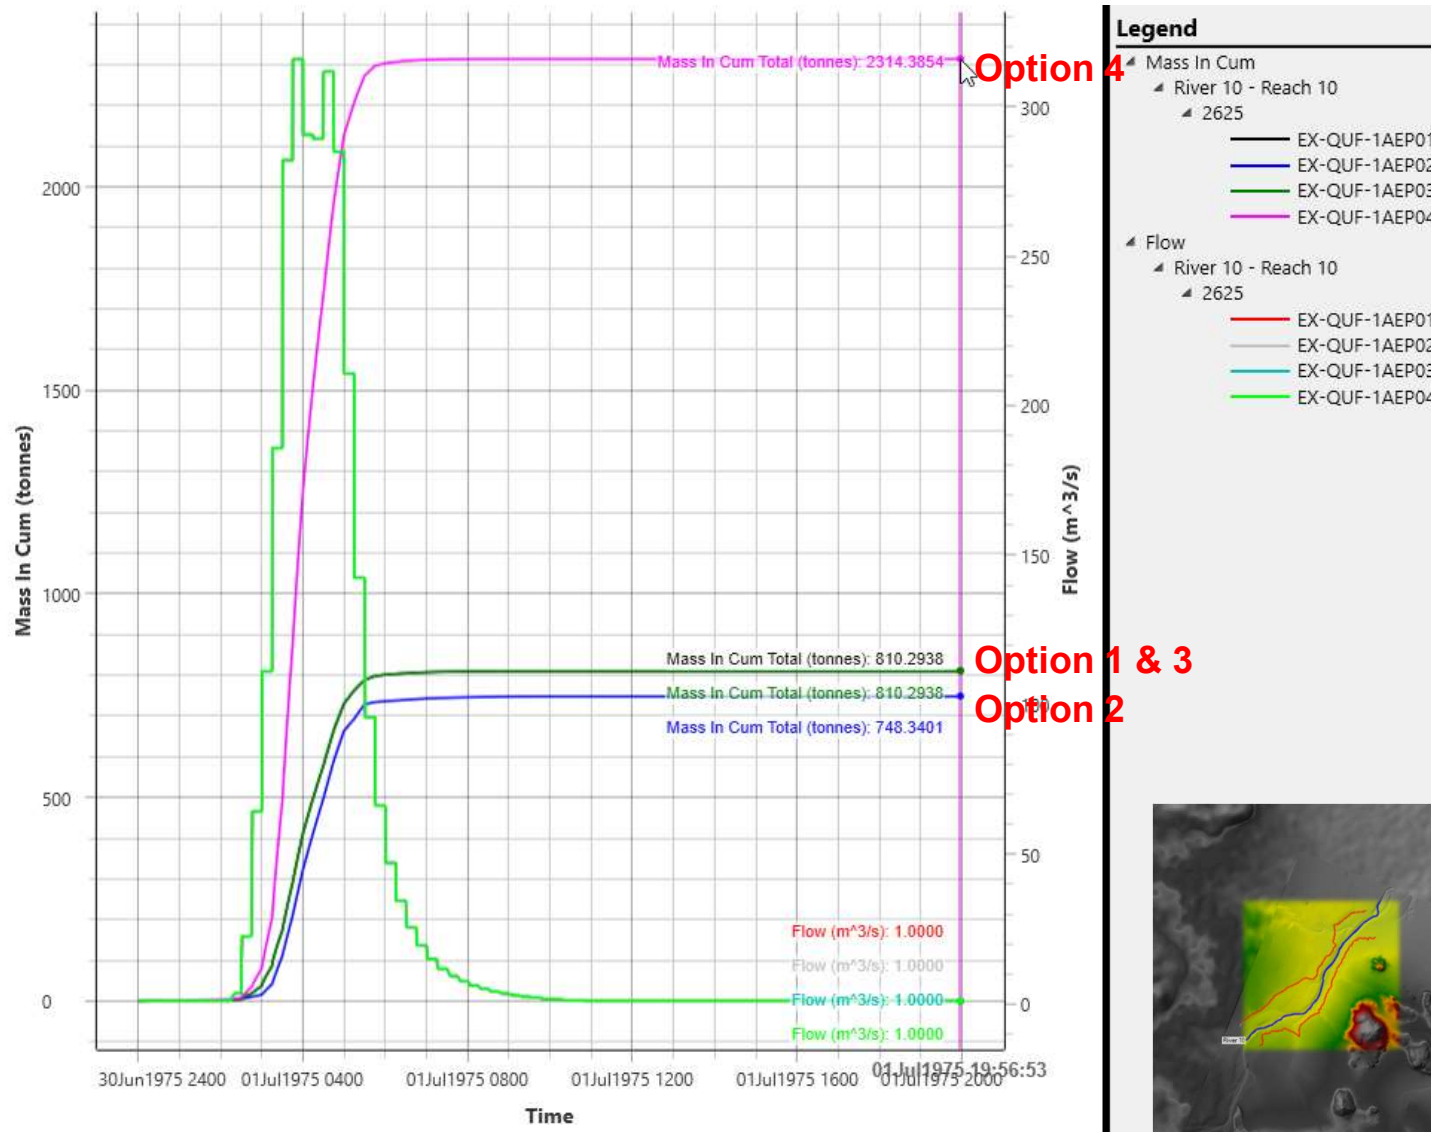 Mass In Cum Total (tonnes): 2314.3854
Option 4
300
2000
250
1500
200
Mass In Cum (tonnes)
Flow (m^3/s)
150
1000
Mass In Cum Total (tonnes): 810.2938
Option 1 & 3
Mass In Cum Total (tonnes): 810.2938
Option 2
100
Mass In Cum Total (tonnes): 748.3401
500
50
Flow (m^3/s): 1.0000
Flow (m^3/s): 1.0000
0
Flow (m^3/s): 1.0000
0
Flow (m^3/s): 1.0000
01Jul1975 19:56:53
30Jun1975 2400
01Jul1975 0400
01Jul1975 0800
01Jul1975 1200
01Jul1975 1600
01Jul1975 2000
Time
Legend
Mass In Cum
River 10 - Reach 10
2625
EX-QUF-1AEP01
EX-QUF-1AEP02
EX-QUF-1AEP03
EX-QUF-1AEP04
Flow
River 10 - Reach 10
2625
EX-QUF-1AEP01
EX-QUF-1AEP02
EX-QUF-1AEP03
EX-QUF-1AEP04
River 10